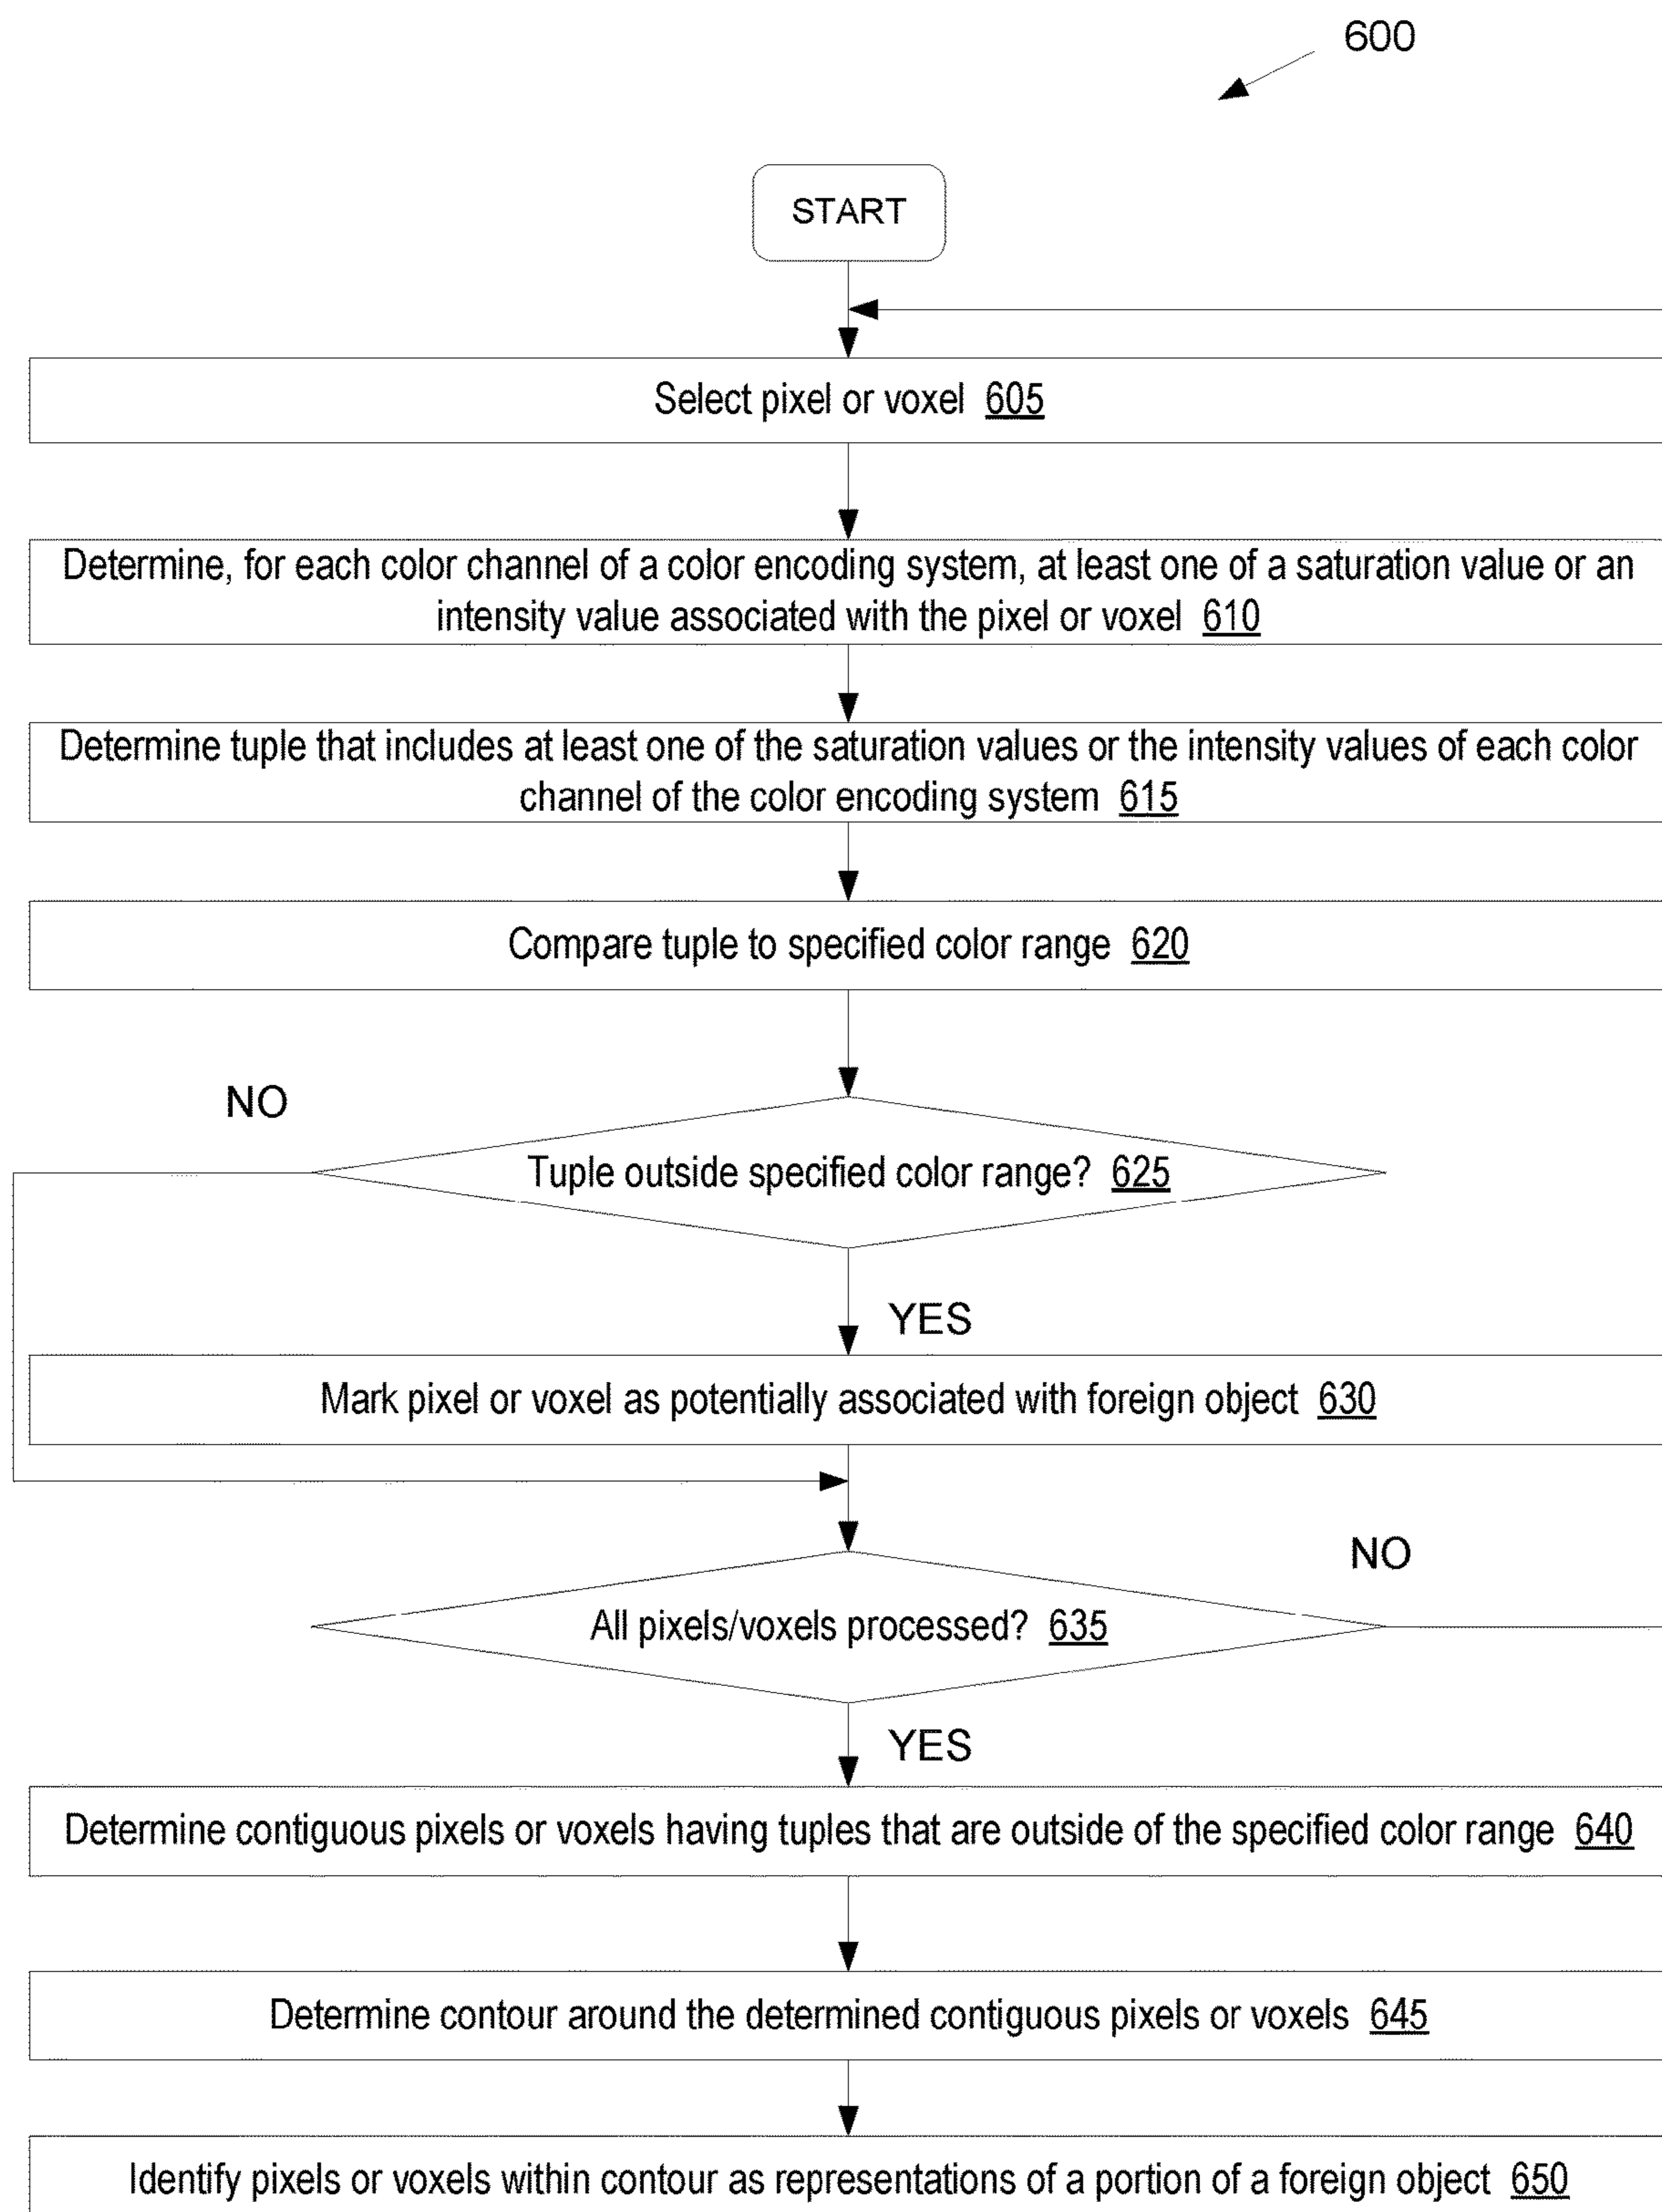 600
START
Select pixel or voxel 605
Determine, for each color channel of a color encoding system, at least one of a saturation value or an
intensity value associated with the pixel or voxel 610
Determine tuple that includes at least one of the saturation values or the intensity values of each color
channel of the color encoding system 615
Compare tuple to specified color range 620
NO
Tuple outside specified color range? 625
YES
Mark pixel or voxel as potentially associated with foreign object 630
NO
All pixels/voxels processed? 635
YES
Determine contiguous pixels or voxels having tuples that are outside of the specified color range 640
Determine contour around the determined contiguous pixels or voxels 645
Identify pixels or voxels within contour as representations of a portion of a foreign object 650